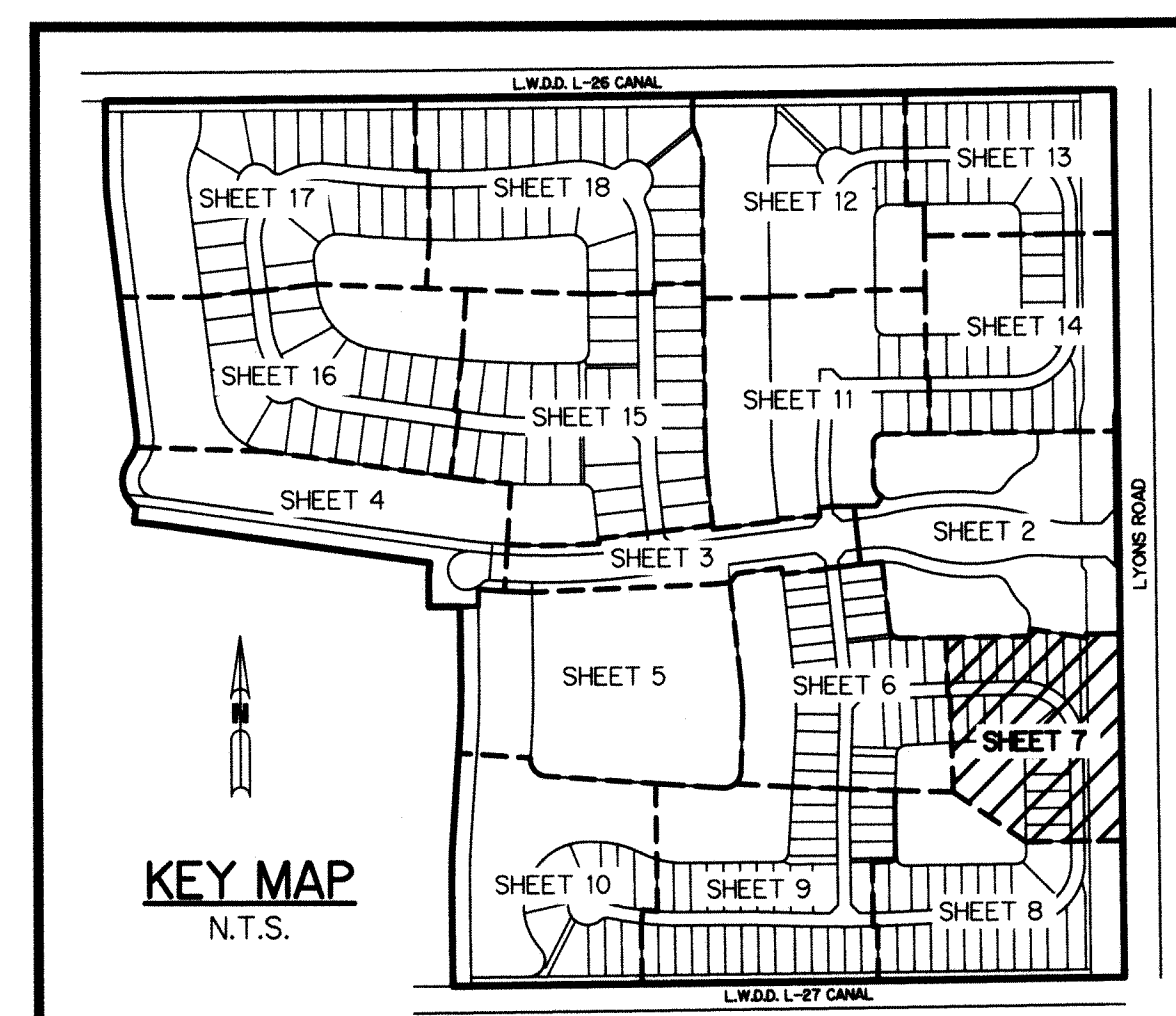 L.W.D.D. L-26 CANAL
SHEET 13
SHEET 18
SHEET 17
SHEET 12
SHEET 14
SHEET 16
SHEET 11
SHEET 15
SHEET 4
SHEET 2
SHEET 3
LYONS ROAD
SHEET 5
SHEET 6
N
SHEET 7
KEY MAP
SHEET 10
SHEET 9
SHEET 8
N.T.S.
L.W.D.D. L-27 CANAL